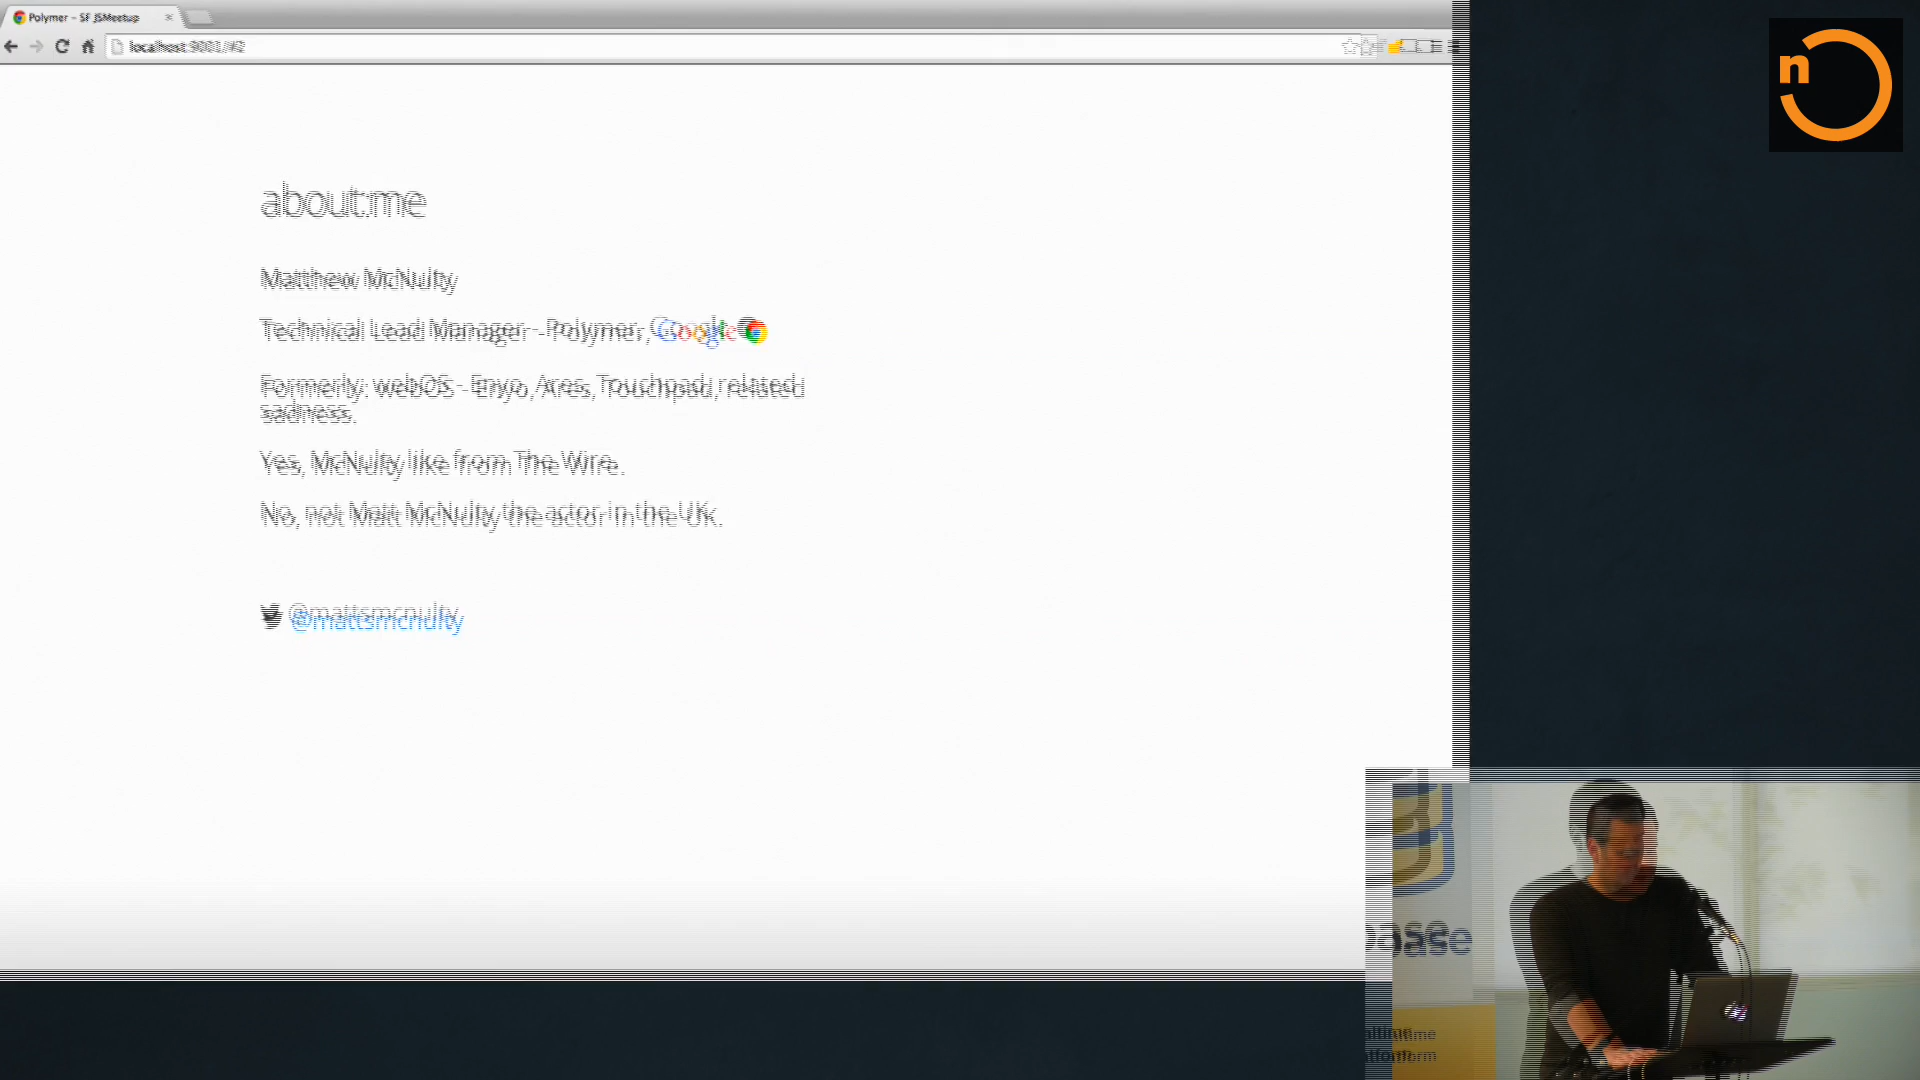 Polymer - SF JSMeetup
localhost:9001/#2
n
about:me
Matthew McNulty
Technical Lead Manager - Polymer, Google
Formerly: webOS - Enyo, Ares, Touchpad, related
sadness.
Yes, McNulty like from The Wire.
No, not Matt McNulty the actor in the UK.
@mattsmcnulty
base